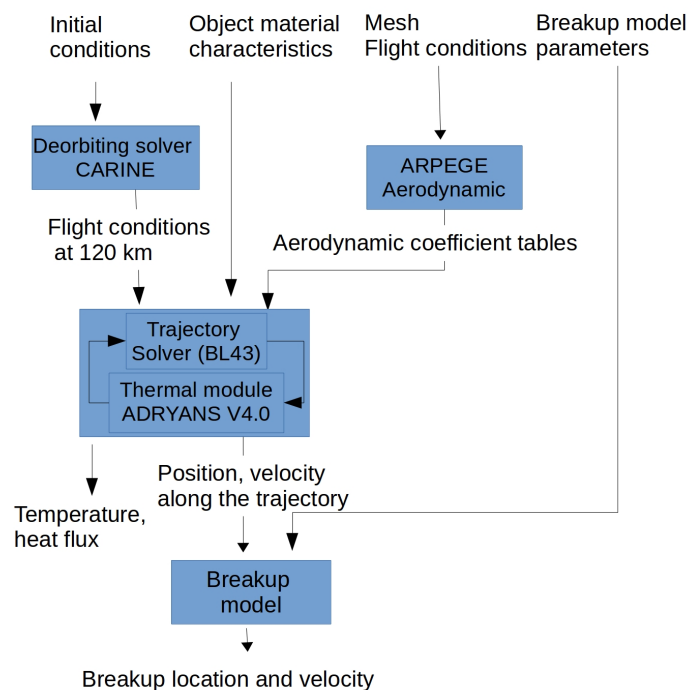 Initial
conditions
Object material
characteristics
Mesh
Flight conditions
Breakup model
parameters
Deorbiting solver
CARINE
ARPEGE
Aerodynamic
Flight conditions
at 120 km
Aerodynamic coefficient tables
Trajectory
Solver (BL43)
Thermal module
ADRYANS V4.0
Position, velocity
along the trajectory
Temperature,
heat flux
Breakup
model
Breakup location and velocity